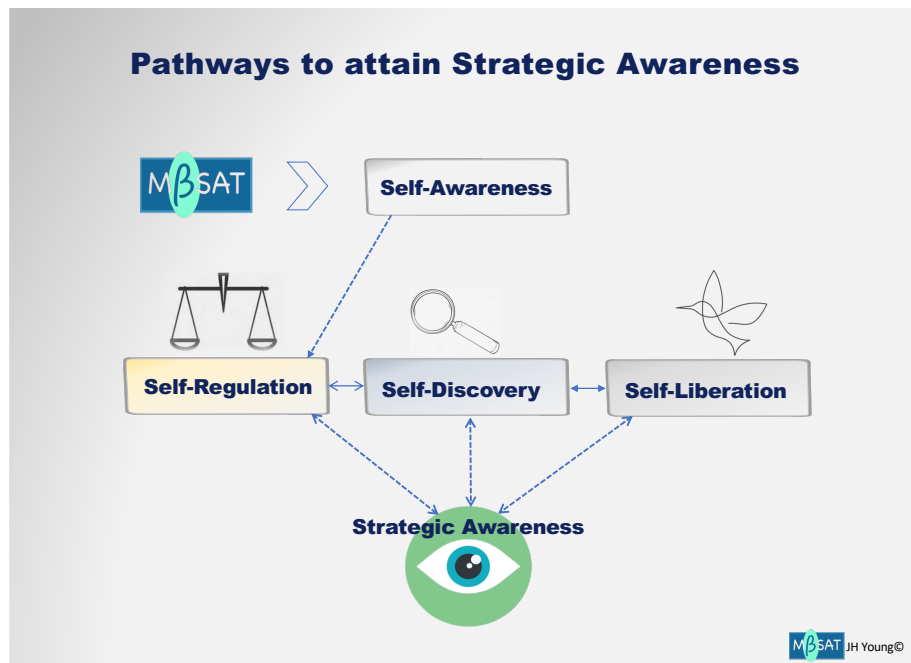 Pathways to attain Strategic Awareness
MβSAT
Self-Awareness
Self-Regulation
Self-Discovery
Self-Liberation
Strategic Awareness
MβSAT JH Young©